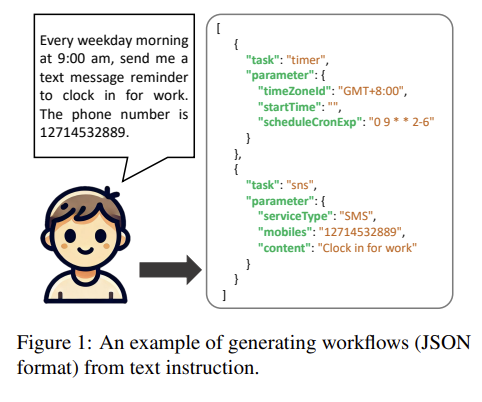 Every weekday morning
at 9:00 am, send me a
text message reminder
to clock in for work.
The phone number is
12714532889.
[
{
"task": "timer",
"parameter": {
"timeZoneId": "GMT+8:00",
"startTime": "",
"scheduleCronExp": "0 9 * * 2-6"
}
},
{
"task": "sns",
"parameter": {
"serviceType": "SMS",
"mobiles": "12714532889",
"content": "Clock in for work"
}
}
]
Figure 1: An example of generating workflows (JSON
format) from text instruction.